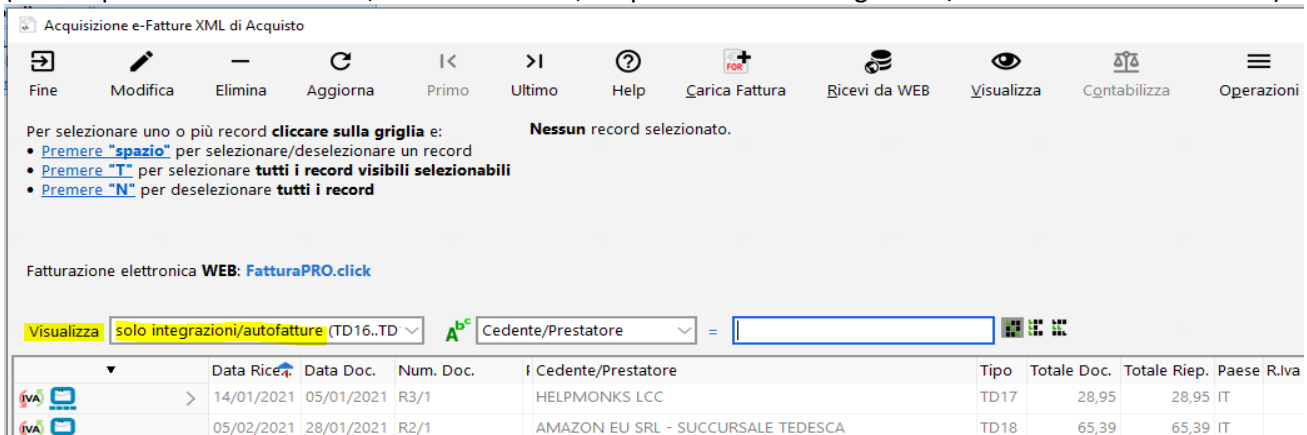 Acquisizione e-Fatture XML di Acquisto
Fine Modifica Elimina Aggiorna Primo Ultimo Help Carica Fattura Ricevi da WEB Visualizza Contabilizza Operazioni
Per selezionare uno o più record cliccare sulla griglia e:
Nessun record selezionato.
• Premere "spazio" per selezionare/deselezionare un record
• Premere "T" per selezionare tutti i record visibili selezionabili
• Premere "N" per deselezionare tutti i record
Fatturazione elettronica WEB: FatturaPRO.click
Visualizza solo integrazioni/autofatture (TD16..TD Abc Cedente/Prestatore =
Data Rice Data Doc. Num. Doc. Cedente/Prestatore Tipo Totale Doc. Totale Riep. Paese R.Iva
IVA > 14/01/2021 05/01/2021 R3/1 HELPMONKS LCC TD17 28,95 28,95 IT
IVA 05/02/2021 28/01/2021 R2/1 AMAZON EU SRL - SUCCURSALE TEDESCA TD18 65,39 65,39 IT